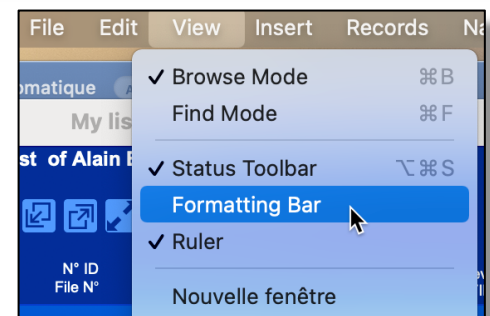 File Edit View Insert Records
omatique
✓ Browse Mode ⌘B
My lis
Find Mode ⌘F
st of Alain
✓ Status Toolbar ⌥⌘S
Formatting Bar
✓ Ruler
N° ID
File N°
Nouvelle fenêtre